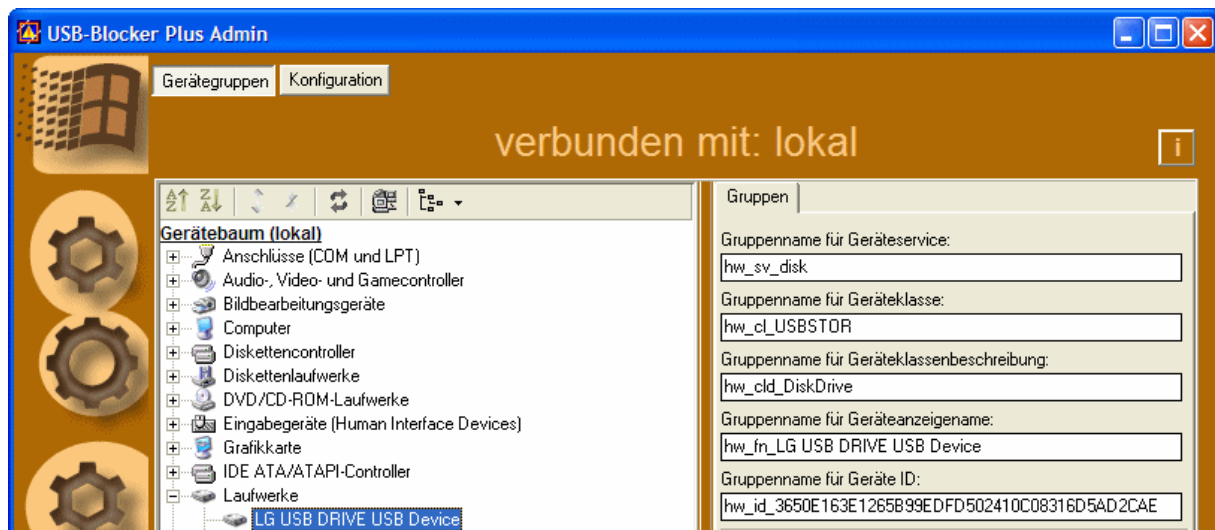 USB-Blocker Plus Admin
Gerätegruppen
Konfiguration
verbunden mit: lokal
i
Gerätebaum (lokal)
Anschlüsse (COM und LPT)
Audio-, Video- und Gamecontroller
Bildbearbeitungsgeräte
Computer
Diskettencontroller
Diskettenlaufwerke
DVD/CD-ROM-Laufwerke
Eingabegeräte (Human Interface Devices)
Grafikkarte
IDE ATA/ATAPI-Controller
Laufwerke
LG USB DRIVE USB Device
Gruppen
Gruppenname für Geräteservice:
hw_sv_disk
Gruppenname für Geräteklasse:
hw_cl_USBSTOR
Gruppenname für Geräteklassenbeschreibung:
hw_cld_DiskDrive
Gruppenname für Geräteanzeigename:
hw_fn_LG USB DRIVE USB Device
Gruppenname für Geräte ID:
hw_id_3650E163E1265B99EDFD502410C08316D5AD2CAE